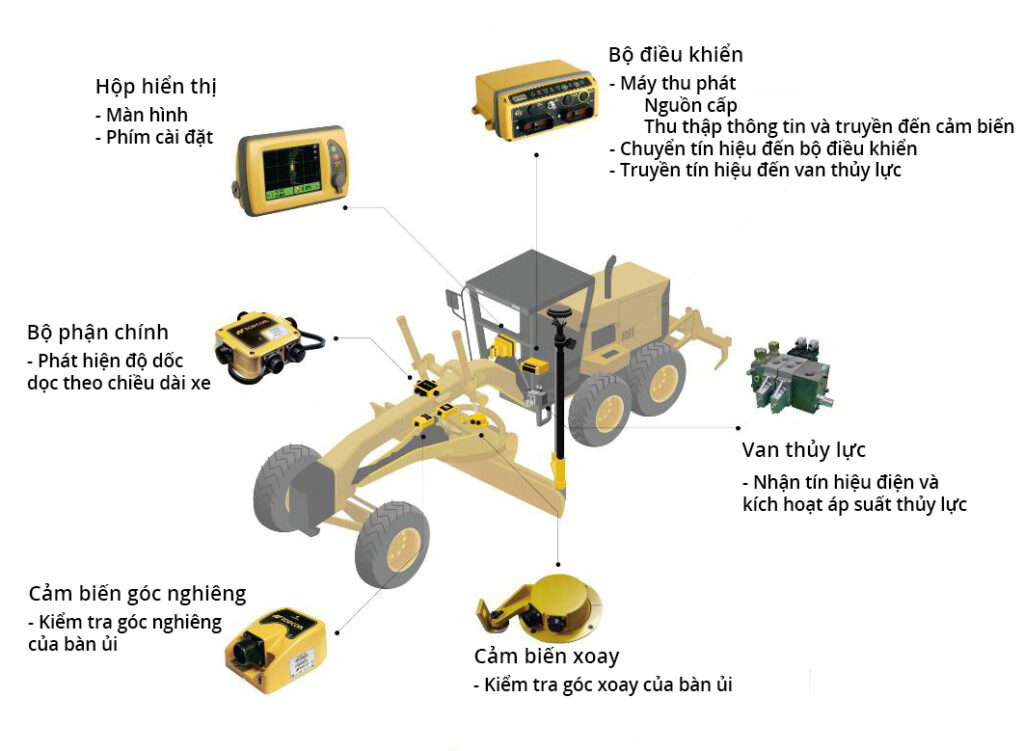 Hộp hiển thị
- Màn hình
- Phím cài đặt
Bộ điều khiển
- Máy thu phát
Nguồn cấp
Thu thập thông tin và truyền đến cảm biến
- Chuyển tín hiệu đến bộ điều khiển
- Truyền tín hiệu đến van thủy lực
Bộ phận chính
- Phát hiện độ dốc
dọc theo chiều dài xe
TOPCON
Van thủy lực
- Nhận tín hiệu điện và
kích hoạt áp suất thủy lực
Cảm biến góc nghiêng
- Kiểm tra góc nghiêng
của bàn ủi
TOPCON
Cảm biến xoay
- Kiểm tra góc xoay của bàn ủi